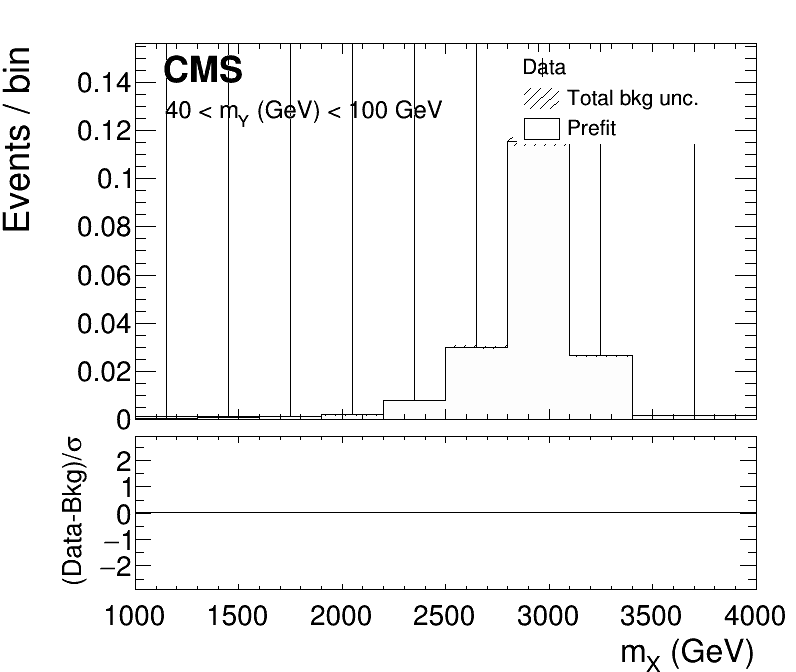 CMS
40 < mY (GeV) < 100 GeV
Data
Total bkg unc.
Prefit
Events / bin
0.14
0.12
0.1
0.08
0.06
0.04
0.02
0
(Data-Bkg)/σ
2
1
0
−1
−2
1000 1500 2000 2500 3000 3500 4000
mX (GeV)